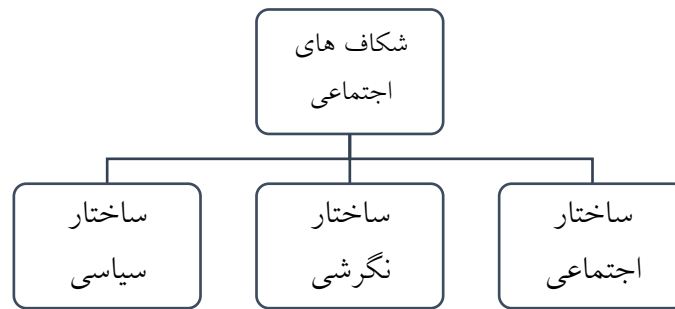 شکاف های
اجتماعی
ساختار
اجتماعی
ساختار
نگرشی
ساختار
سیاسی